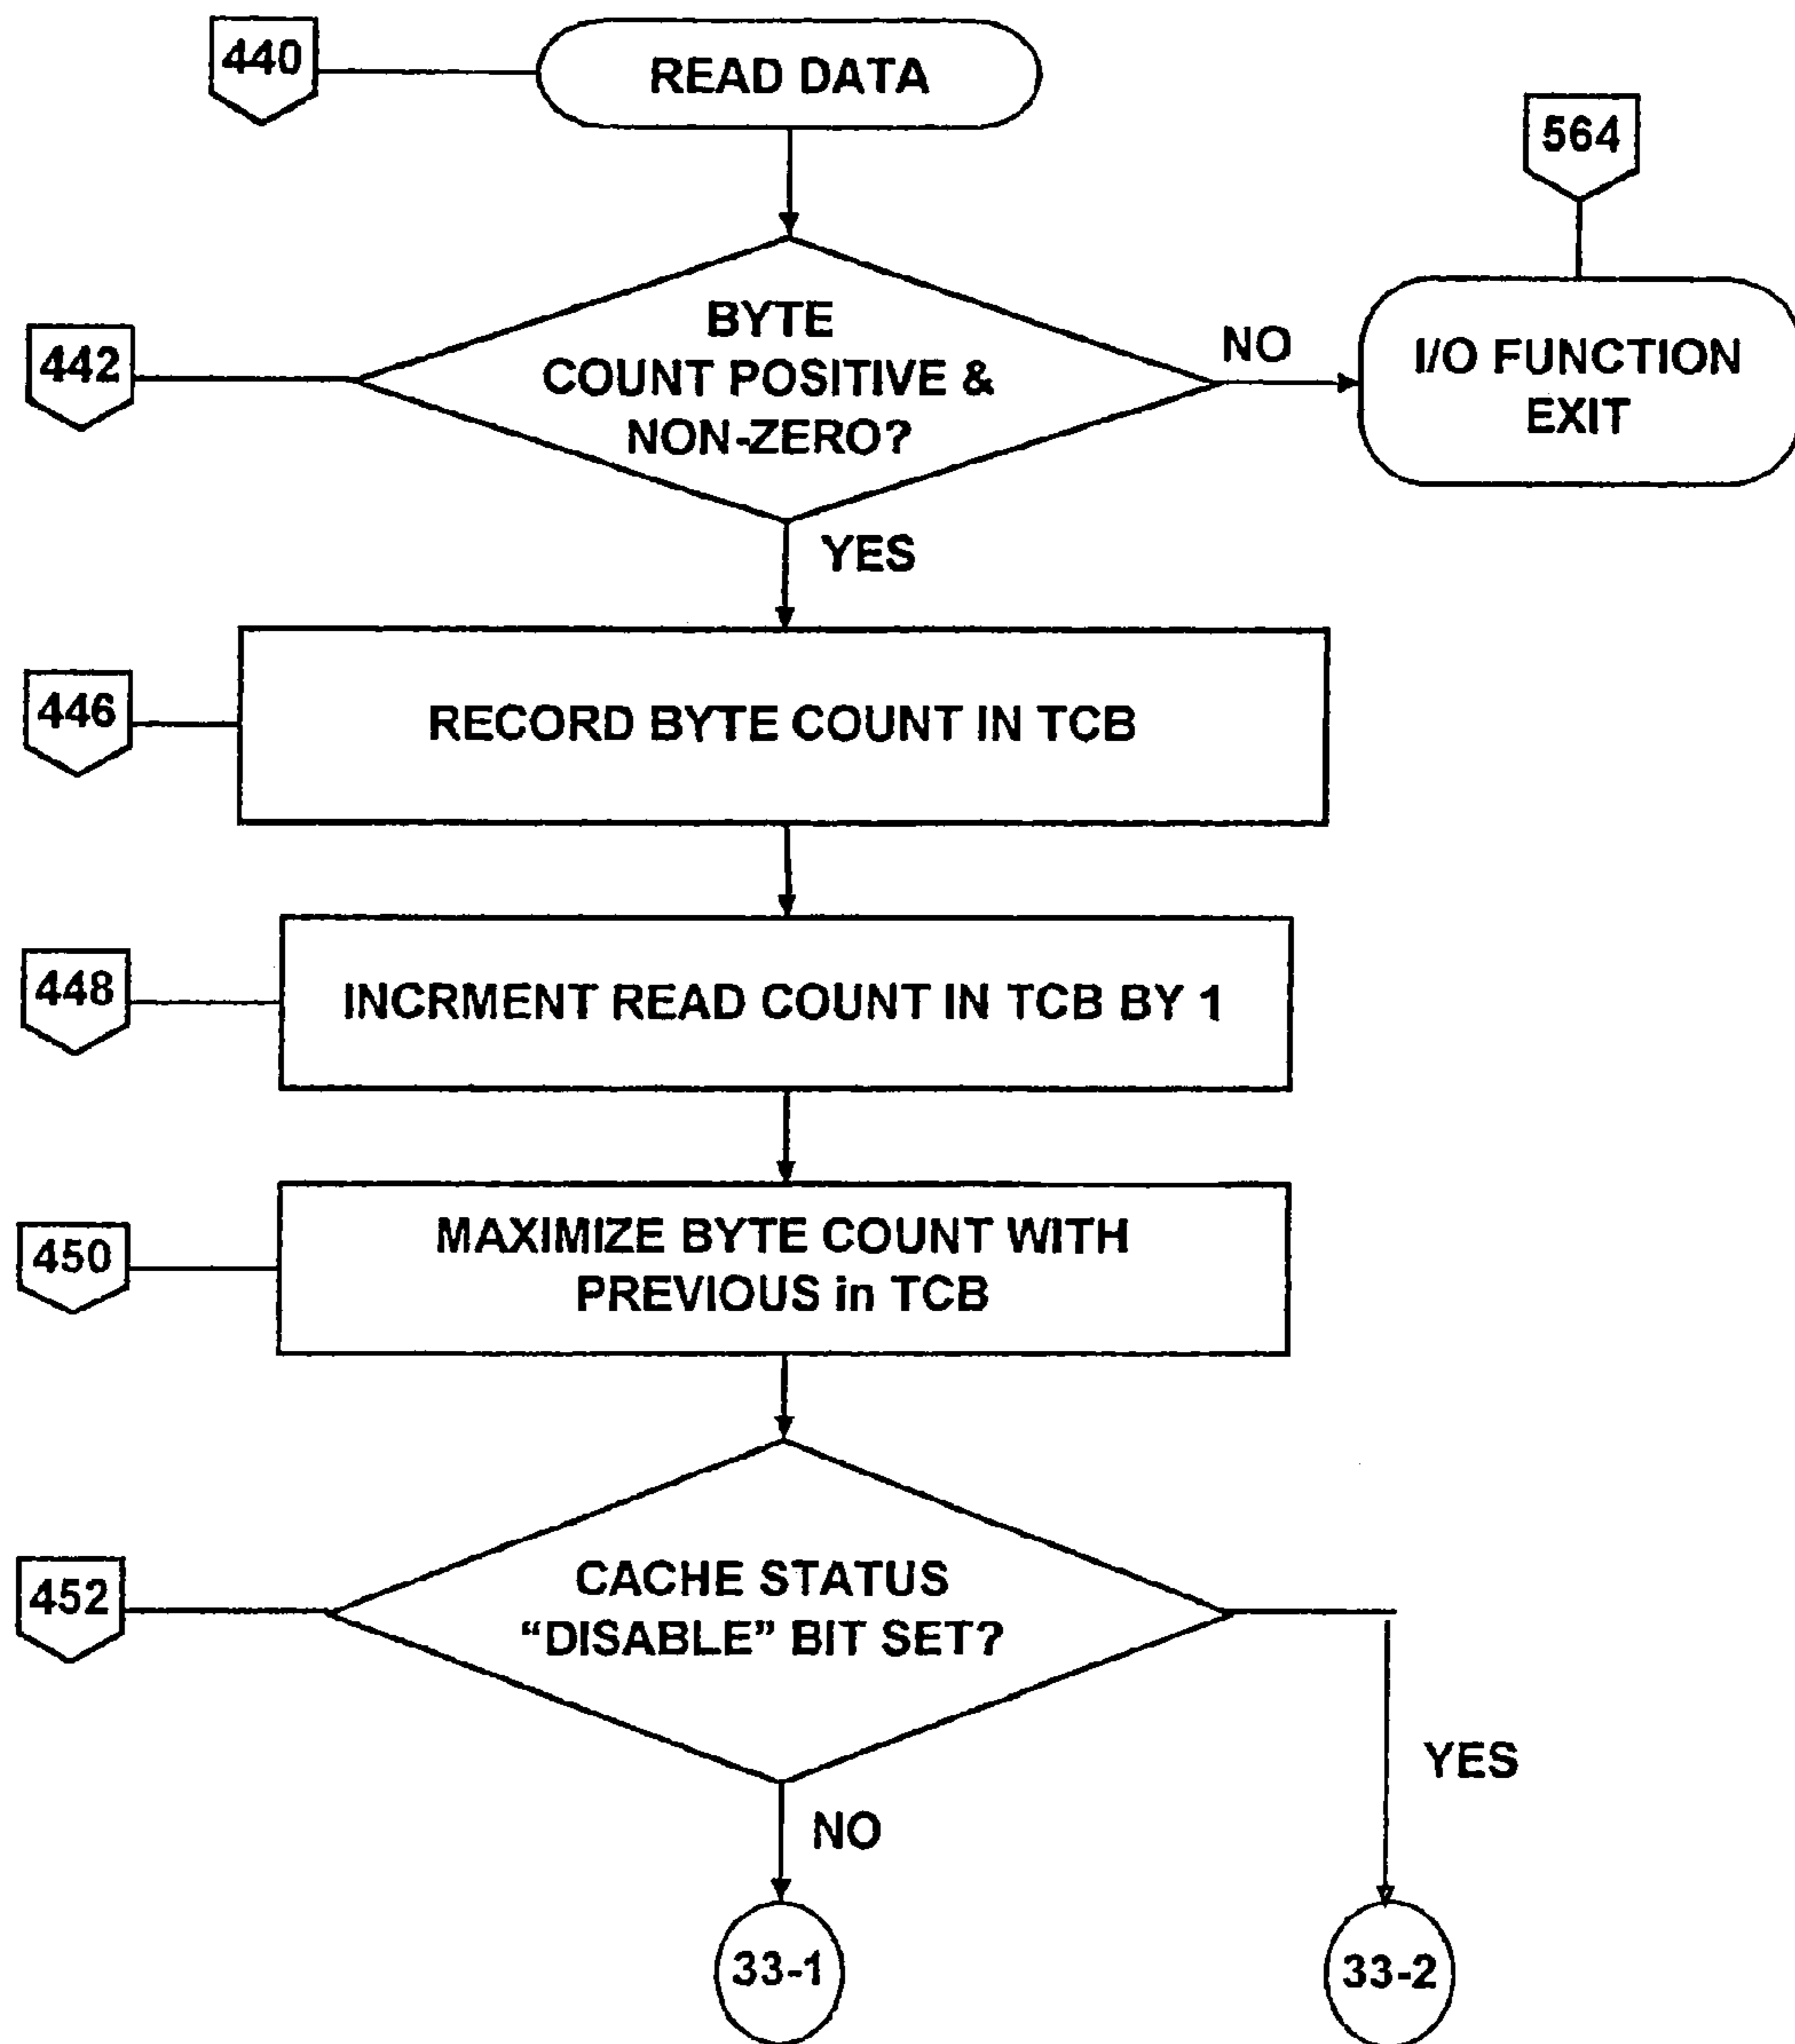 440
READ DATA
564
442
BYTE
COUNT POSITIVE &
NON-ZERO?
NO
I/O FUNCTION
EXIT
YES
446
RECORD BYTE COUNT IN TCB
448
INCRMENT READ COUNT IN TCB BY 1
450
MAXIMIZE BYTE COUNT WITH
PREVIOUS in TCB
452
CACHE STATUS
“DISABLE” BIT SET?
YES
NO
33-1
33-2